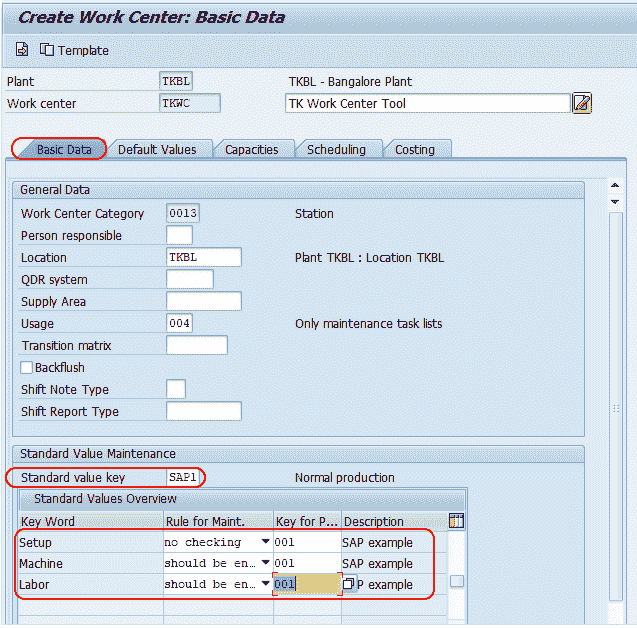 Create Work Center: Basic Data
Template
Plant TKBL TKBL - Bangalore Plant
Work center TKWC TK Work Center Tool
Basic Data Default Values Capacities Scheduling Costing
General Data
Work Center Category 0013 Station
Person responsible
Location TKBL Plant TKBL : Location TKBL
QDR system
Supply Area
Usage 004 Only maintenance task lists
Transition matrix
Backflush
Shift Note Type
Shift Report Type
Standard Value Maintenance
Standard value key SAP1 Normal production
Standard Values Overview
Key Word Rule for Maint. Key for P... Description
Setup no checking 001 SAP example
Machine should be en... 001 SAP example
Labor should be en... 001 P example